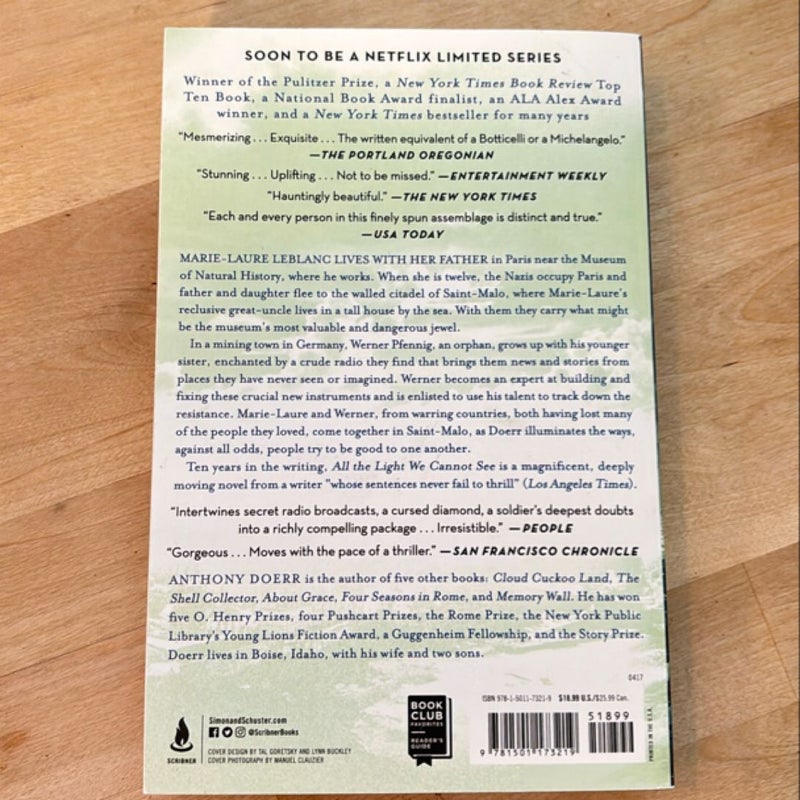 SOON TO BE A NETFLIX LIMITED SERIES
Winner of the Pulitzer Prize, a New York Times Book Review Top
Ten Book, a National Book Award finalist, an ALA Alex Award
winner, and a New York Times bestseller for many years
“Mesmerizing . . . Exquisite . . . The written equivalent of a Botticelli or a Michelangelo.”
—THE PORTLAND OREGONIAN
“Stunning . . . Uplifting . . . Not to be missed.” —ENTERTAINMENT WEEKLY
“Hauntingly beautiful.” —THE NEW YORK TIMES
“Each and every person in this finely spun assemblage is distinct and true.”
—USA TODAY
MARIE-LAURE LEBLANC LIVES WITH HER FATHER in Paris near the Museum
of Natural History, where he works. When she is twelve, the Nazis occupy Paris and
father and daughter flee to the walled citadel of Saint-Malo, where Marie-Laure’s
reclusive great-uncle lives in a tall house by the sea. With them they carry what might
be the museum’s most valuable and dangerous jewel.
In a mining town in Germany, Werner Pfennig, an orphan, grows up with his younger
sister, enchanted by a crude radio they find that brings them news and stories from
places they have never seen or imagined. Werner becomes an expert at building and
fixing these crucial new instruments and is enlisted to use his talent to track down the
resistance. Marie-Laure and Werner, from warring countries, both having lost many
of the people they loved, come together in Saint-Malo, as Doerr illuminates the ways,
against all odds, people try to be good to one another.
Ten years in the writing, All the Light We Cannot See is a magnificent, deeply
moving novel from a writer “whose sentences never fail to thrill” (Los Angeles Times).
“Intertwines secret radio broadcasts, a cursed diamond, a soldier’s deepest doubts
into a richly compelling package . . . Irresistible.” —PEOPLE
“Gorgeous . . . Moves with the pace of a thriller.” —SAN FRANCISCO CHRONICLE
ANTHONY DOERR is the author of five other books: Cloud Cuckoo Land, The
Shell Collector, About Grace, Four Seasons in Rome, and Memory Wall. He has won
five O. Henry Prizes, four Pushcart Prizes, the Rome Prize, the New York Public
Library’s Young Lions Fiction Award, a Guggenheim Fellowship, and the Story Prize.
Doerr lives in Boise, Idaho, with his wife and two sons.
0417
SCRIBNER
SimonandSchuster.com
@ScribnerBooks
COVER DESIGN BY TAL GORETSKY AND LYNN BUCKLEY
COVER PHOTOGRAPH BY MANUEL CLAUZIER
BOOK
CLUB
FAVORITES
READER'S
GUIDE
ISBN 978-1-5011-7321-9 $18.99 U.S./$25.99 Can.
51899
9 781501 173219
PRINTED IN THE U.S.A.